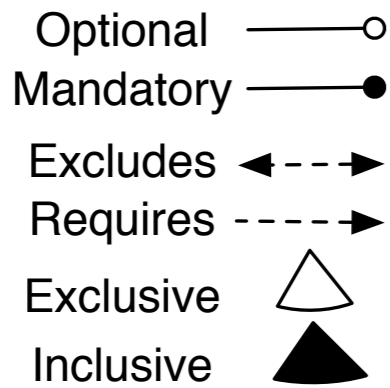 Optional
Mandatory
Excludes
Requires
Exclusive
Inclusive